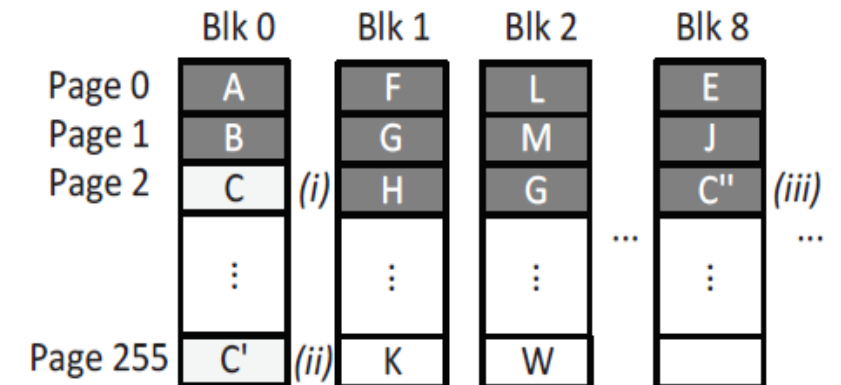 Blk 0 Blk 1 Blk 2 Blk 8
Page 0 A F L E
Page 1 B G M J
Page 2 C (i) H G C" (iii)
... ...
⋮ ⋮ ⋮ ⋮
Page 255 C' (ii) K W